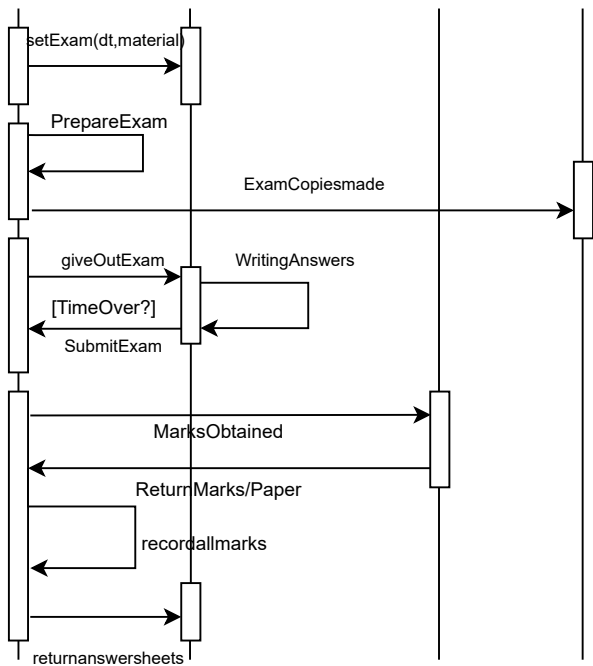 setExam(dt,material)
PrepareExam
ExamCopiesmade
giveOutExam
WritingAnswers
[TimeOver?]
SubmitExam
MarksObtained
ReturnMarks/Paper
recordallmarks
returnanswersheets